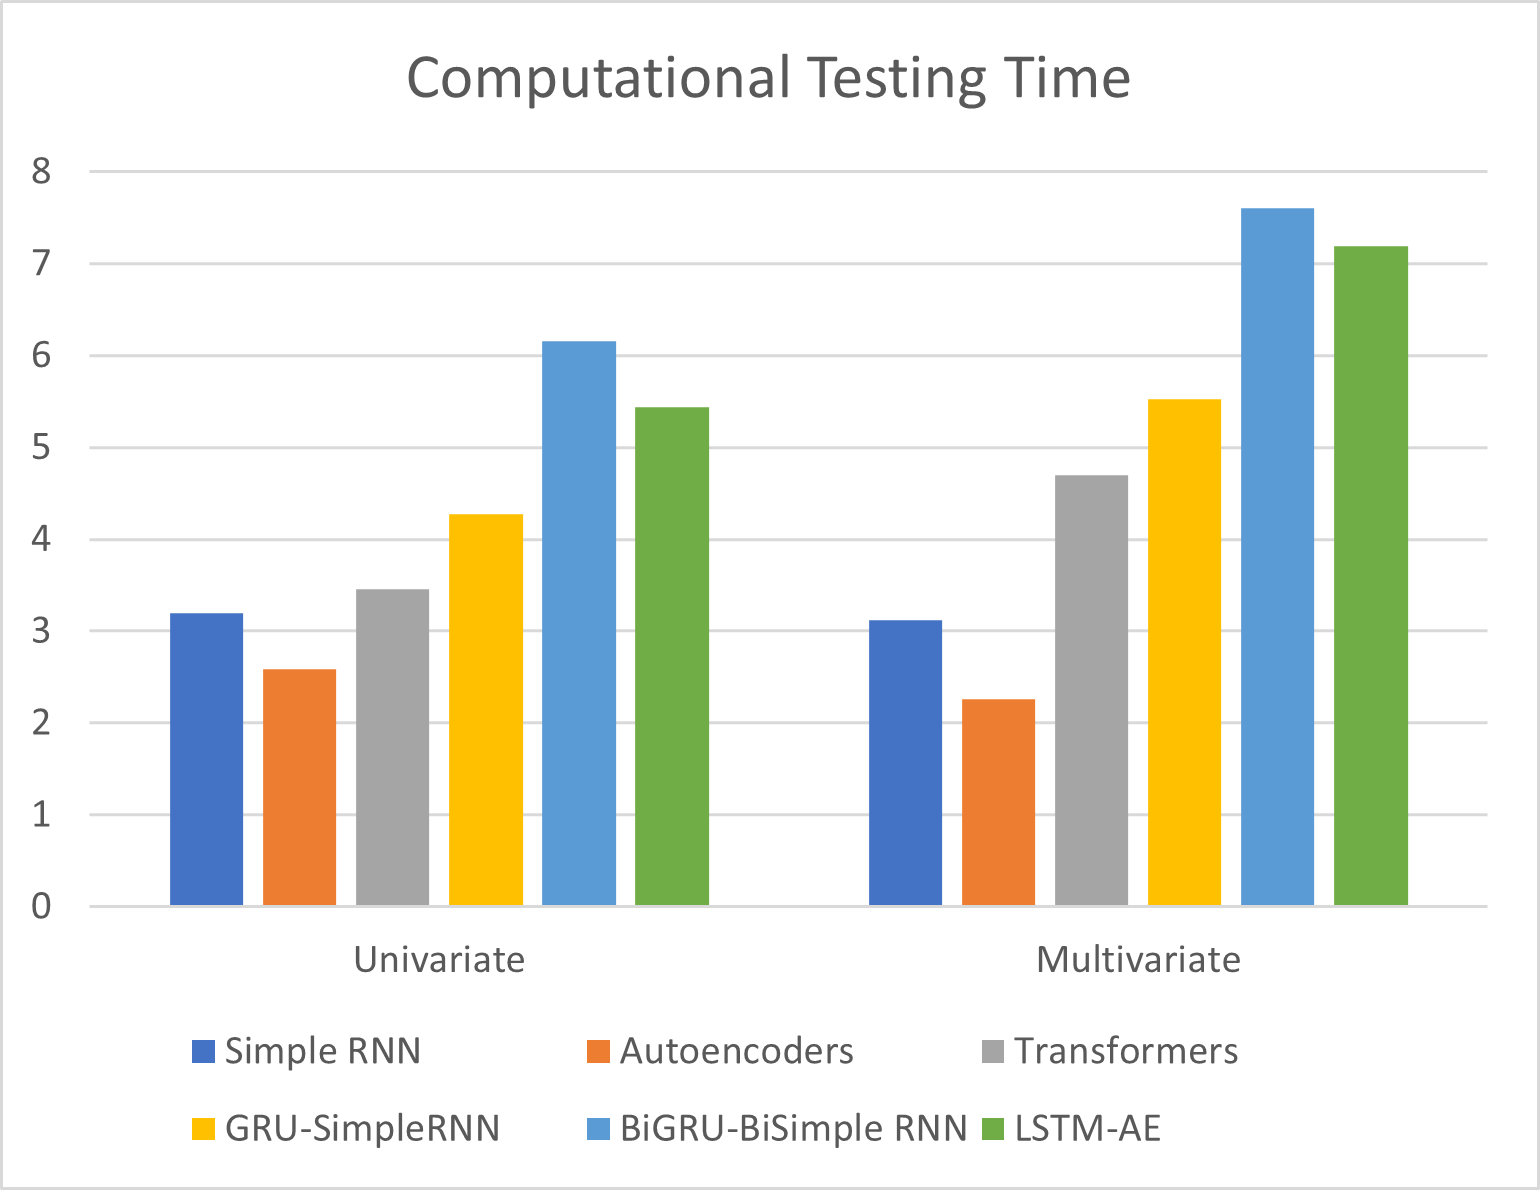 Computational Testing Time
8
7
6
5
4
3
2
1
0
Univariate Multivariate
Simple RNN Autoencoders Transformers
GRU-SimpleRNN BiGRU-BiSimple RNN LSTM-AE